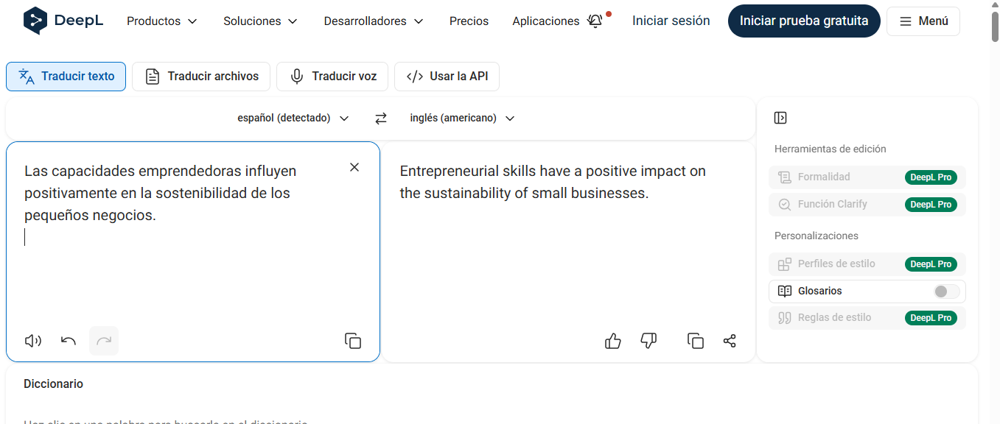 DeepL Productos Soluciones Desarrolladores Precios Aplicaciones Iniciar sesión Iniciar prueba gratuita Menú
Traducir texto Traducir archivos Traducir voz Usar la API
español (detectado) inglés (americano)
Las capacidades emprendedoras influyen
positivamente en la sostenibilidad de los
pequeños negocios.
Entrepreneurial skills have a positive impact on
the sustainability of small businesses.
Herramientas de edición
Formalidad DeepL Pro
Función Clarify DeepL Pro
Personalizaciones
Perfiles de estilo DeepL Pro
Glosarios
Reglas de estilo DeepL Pro
Diccionario
Haz clic en una palabra para buscarla en el diccionario.